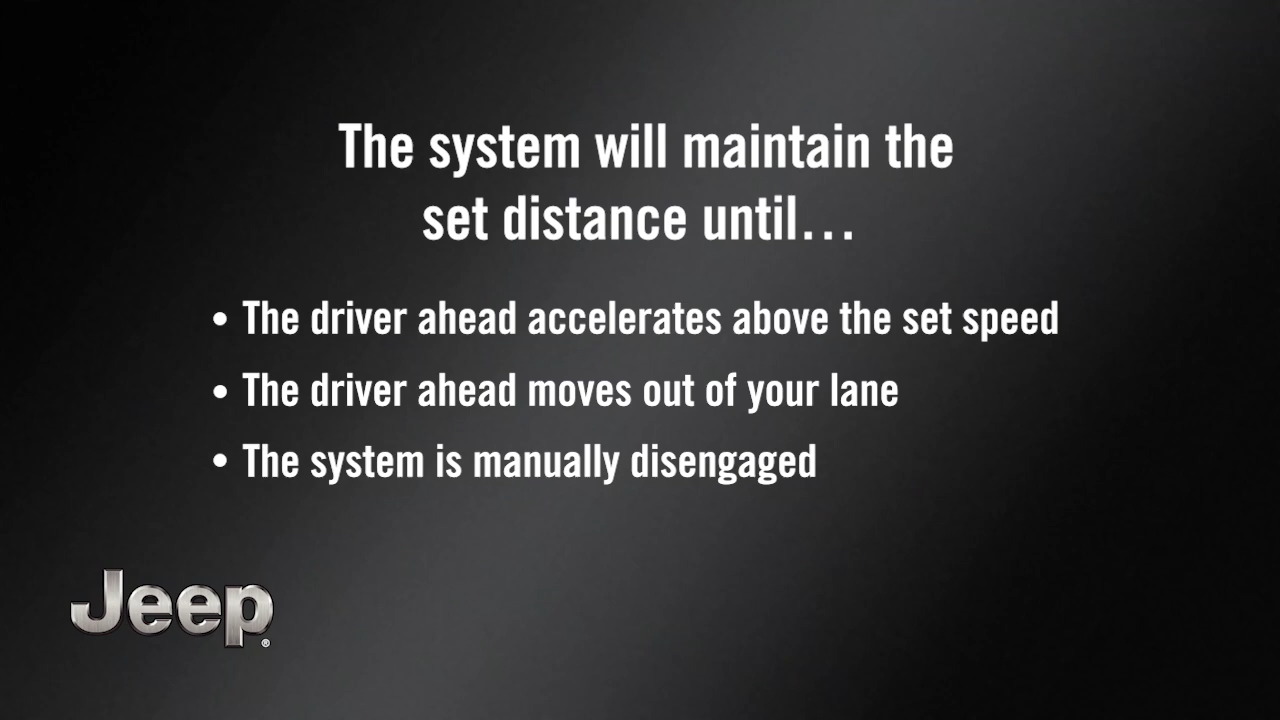 The system will maintain the
set distance until…
• The driver ahead accelerates above the set speed
• The driver ahead moves out of your lane
• The system is manually disengaged
Jeep®